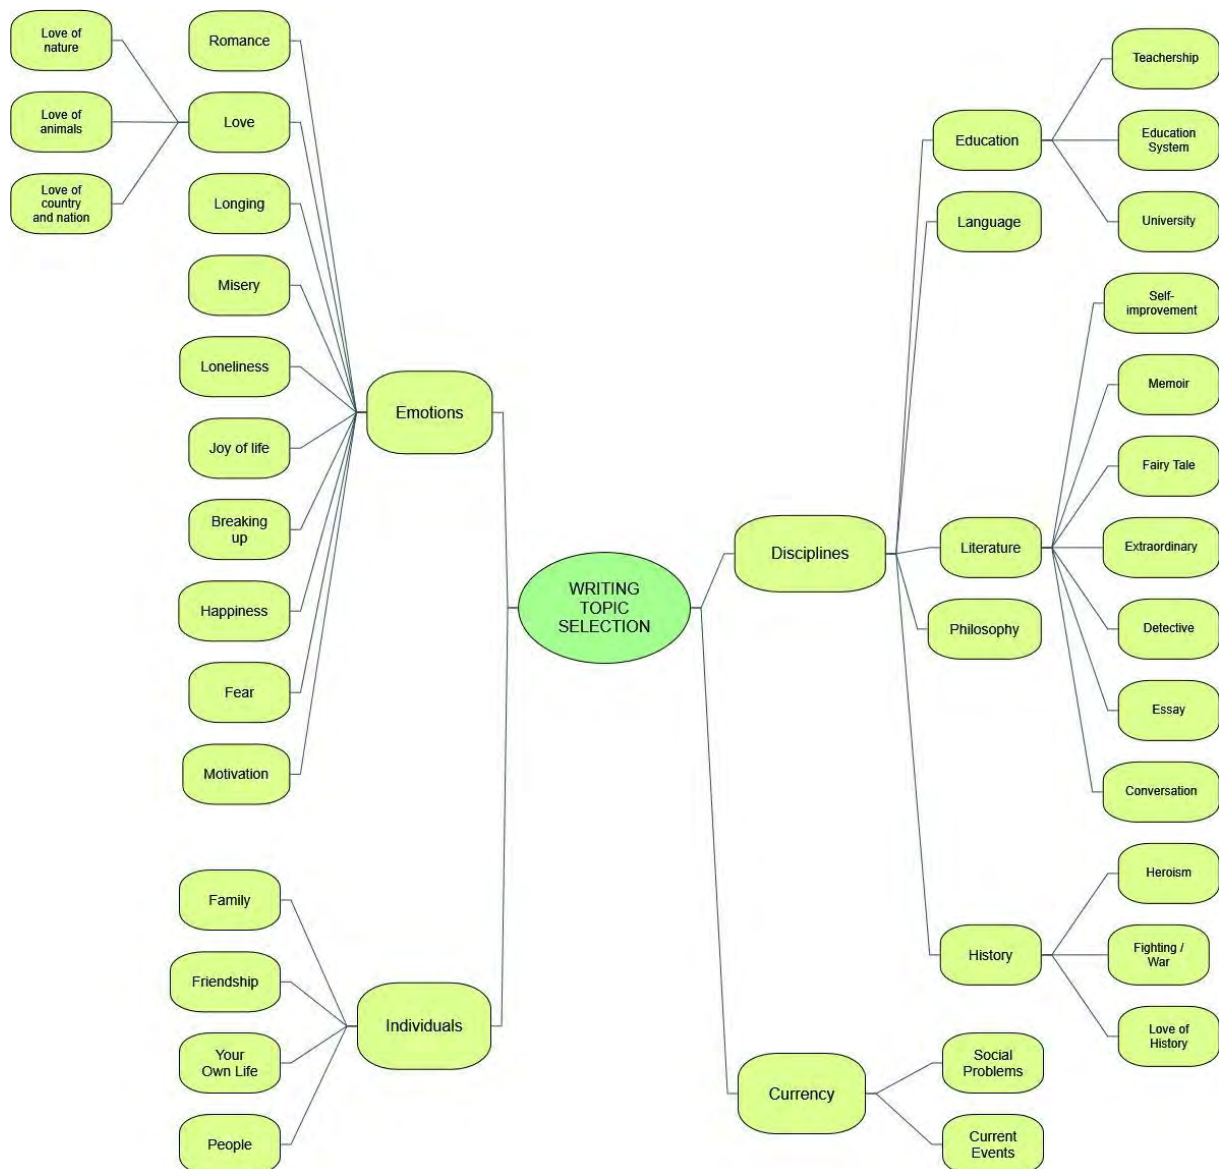 Love of
nature
Love of
animals
Love of
country
and nation
Romance
Love
Longing
Misery
Loneliness
Joy of life
Breaking
up
Happiness
Fear
Motivation
Emotions
Family
Friendship
Your
Own Life
People
Individuals
WRITING
TOPIC
SELECTION
Disciplines
Education
Language
Literature
Philosophy
History
Teachership
Education
System
University
Self-
improvement
Memoir
Fairy Tale
Extraordinary
Detective
Essay
Conversation
Heroism
Fighting /
War
Love of
History
Currency
Social
Problems
Current
Events